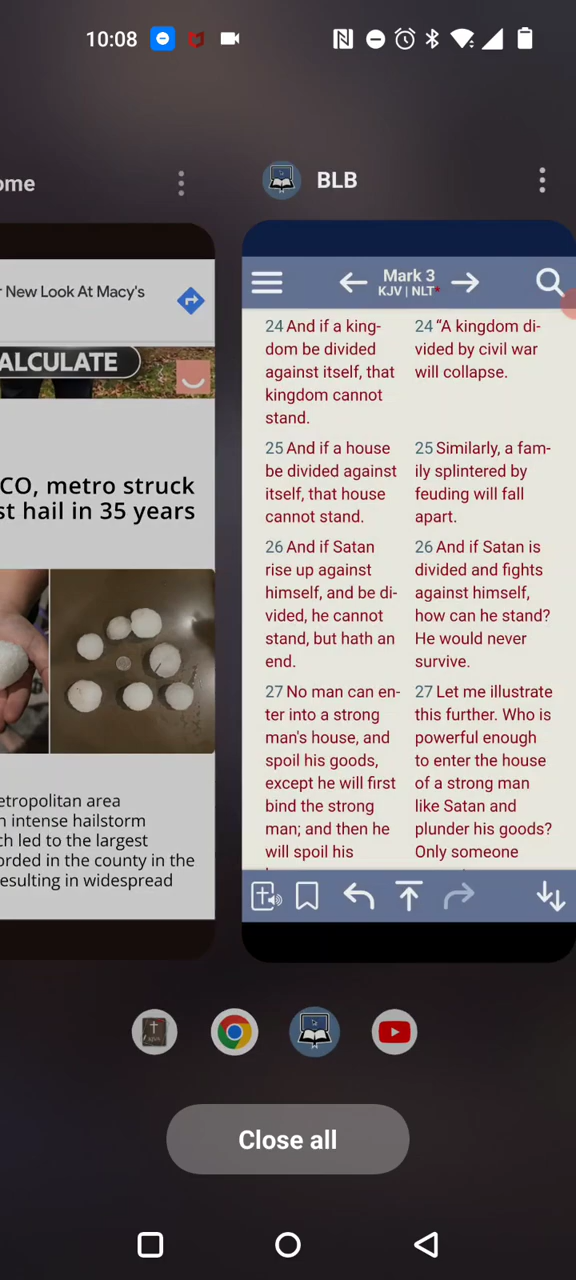 10:08
ome
BLB
r New Look At Macy's
ALCULATE
CO, metro struck
st hail in 35 years
etropolitan area
n intense hailstorm
ch led to the largest
orded in the county in the
esulting in widespread
Mark 3
KJV | NLT*
24 And if a king-
dom be divided
against itself, that
kingdom cannot
stand.
25 And if a house
be divided against
itself, that house
cannot stand.
26 And if Satan
rise up against
himself, and be di-
vided, he cannot
stand, but hath an
end.
27 No man can en-
ter into a strong
man's house, and
spoil his goods,
except he will first
bind the strong
man; and then he
will spoil his
24 “A kingdom di-
vided by civil war
will collapse.
25 Similarly, a fam-
ily splintered by
feuding will fall
apart.
26 And if Satan is
divided and fights
against himself,
how can he stand?
He would never
survive.
27 Let me illustrate
this further. Who is
powerful enough
to enter the house
of a strong man
like Satan and
plunder his goods?
Only someone
Close all